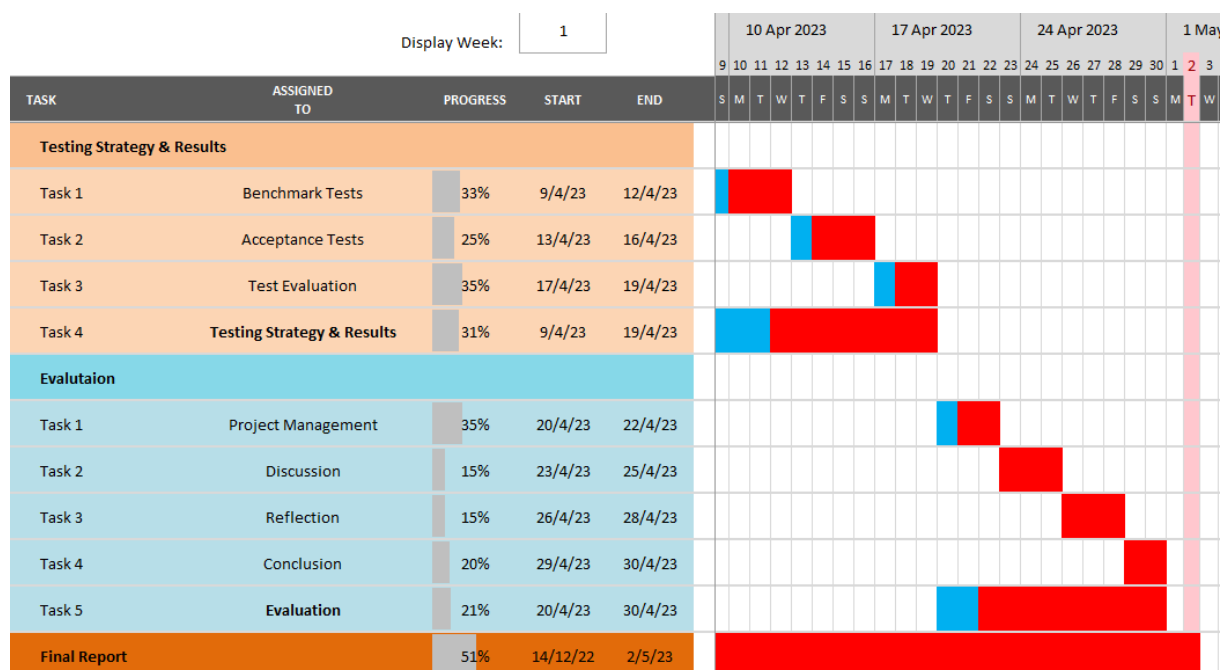 Display Week: 1
10 Apr 2023 17 Apr 2023 24 Apr 2023 1 May
9 10 11 12 13 14 15 16 17 18 19 20 21 22 23 24 25 26 27 28 29 30 1 2 3
TASK ASSIGNED TO PROGRESS START END S M T W T F S S M T W T F S S M T W T F S S M T W
Testing Strategy & Results
Task 1 Benchmark Tests 33% 9/4/23 12/4/23
Task 2 Acceptance Tests 25% 13/4/23 16/4/23
Task 3 Test Evaluation 35% 17/4/23 19/4/23
Task 4 Testing Strategy & Results 31% 9/4/23 19/4/23
Evalutaion
Task 1 Project Management 35% 20/4/23 22/4/23
Task 2 Discussion 15% 23/4/23 25/4/23
Task 3 Reflection 15% 26/4/23 28/4/23
Task 4 Conclusion 20% 29/4/23 30/4/23
Task 5 Evaluation 21% 20/4/23 30/4/23
Final Report 51% 14/12/22 2/5/23